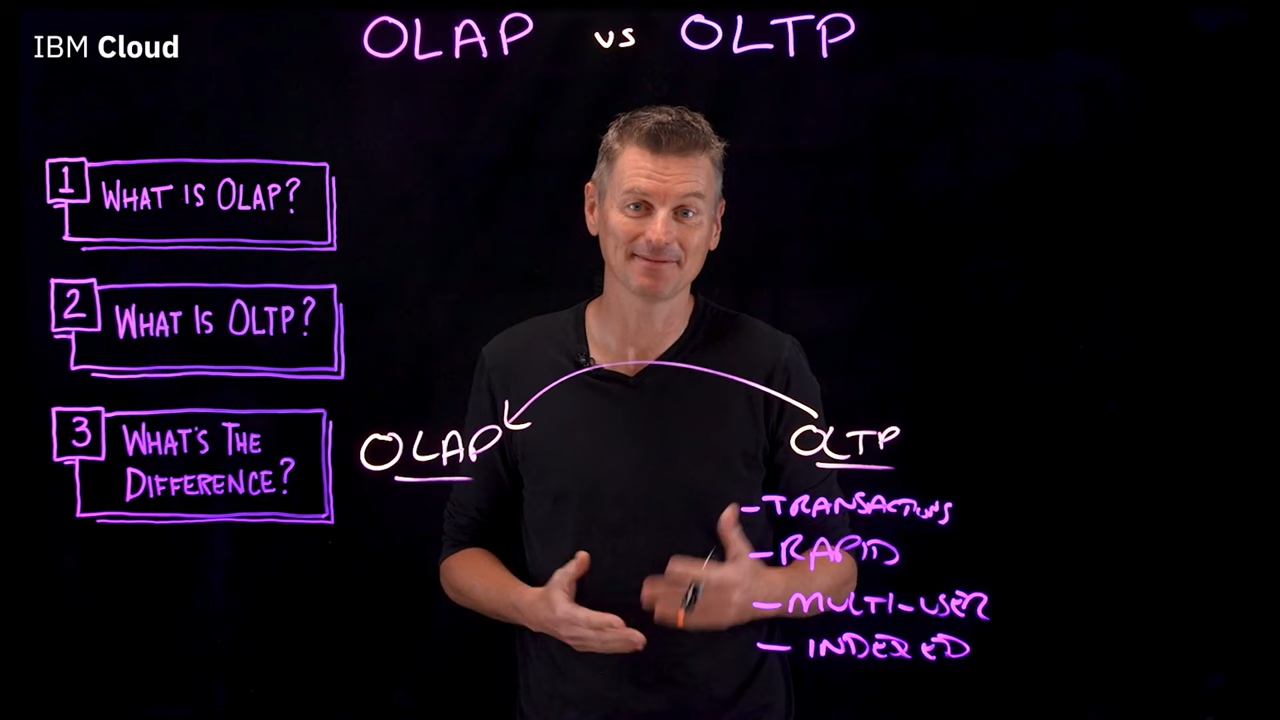 IBM Cloud
OLAP vs OLTP
1 WHAT IS OLAP?
2 WHAT IS OLTP?
3 WHAT'S THE
DIFFERENCE?
OLAP
OLTP
- TRANSACTIONS
- RAPID
- MULTI-USER
- INDEXED